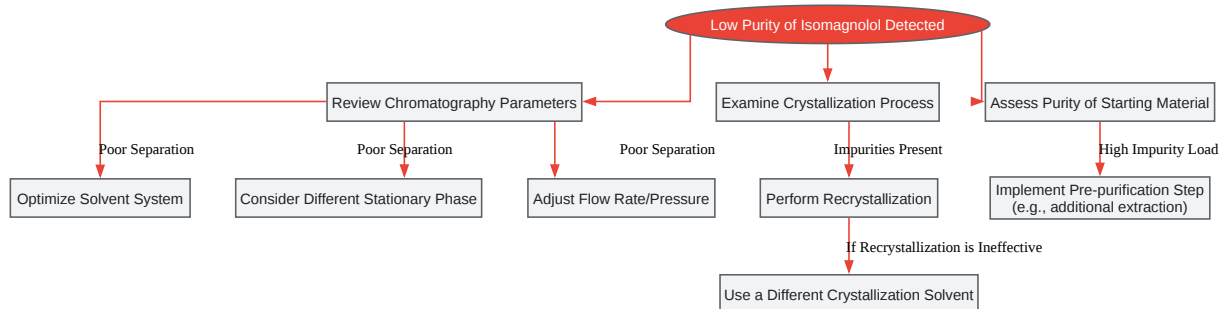 Low Purity of Isomagnolol Detected
Review Chromatography Parameters
Examine Crystallization Process
Assess Purity of Starting Material
Poor Separation
Poor Separation
Poor Separation
Impurities Present
High Impurity Load
Optimize Solvent System
Consider Different Stationary Phase
Adjust Flow Rate/Pressure
Perform Recrystallization
Implement Pre-purification Step
(e.g., additional extraction)
If Recrystallization is Ineffective
Use a Different Crystallization Solvent